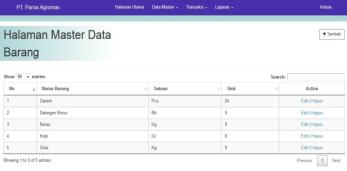 PT. Parna Agromas Halaman Utama Data Master Transaksi Laporan Keluar
Halaman Master Data
Barang
+ Tambah
Show 10 entries Search:
No Nama Barang Satuan Stok Action
1 Garam Pcs 24 Edit | Hapus
2 Detergen Rinso Bh 9 Edit | Hapus
3 Beras Kg 9 Edit | Hapus
4 Kopi Gr 8 Edit | Hapus
5 Gula Kg 9 Edit | Hapus
Showing 1 to 5 of 5 entries Previous 1 Next